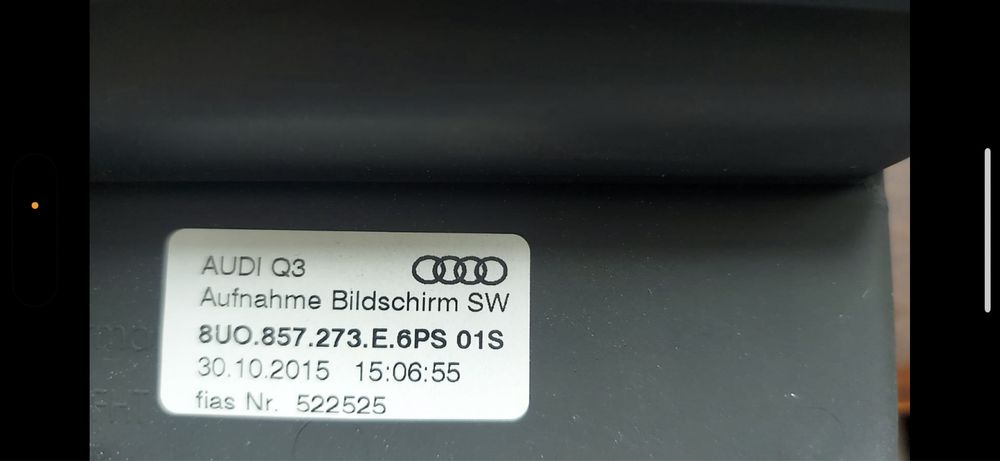 AUDI Q3
Aufnahme Bildschirm SW
8U0.857.273.E.6PS 01S
30.10.2015 15:06:55
fias Nr. 522525